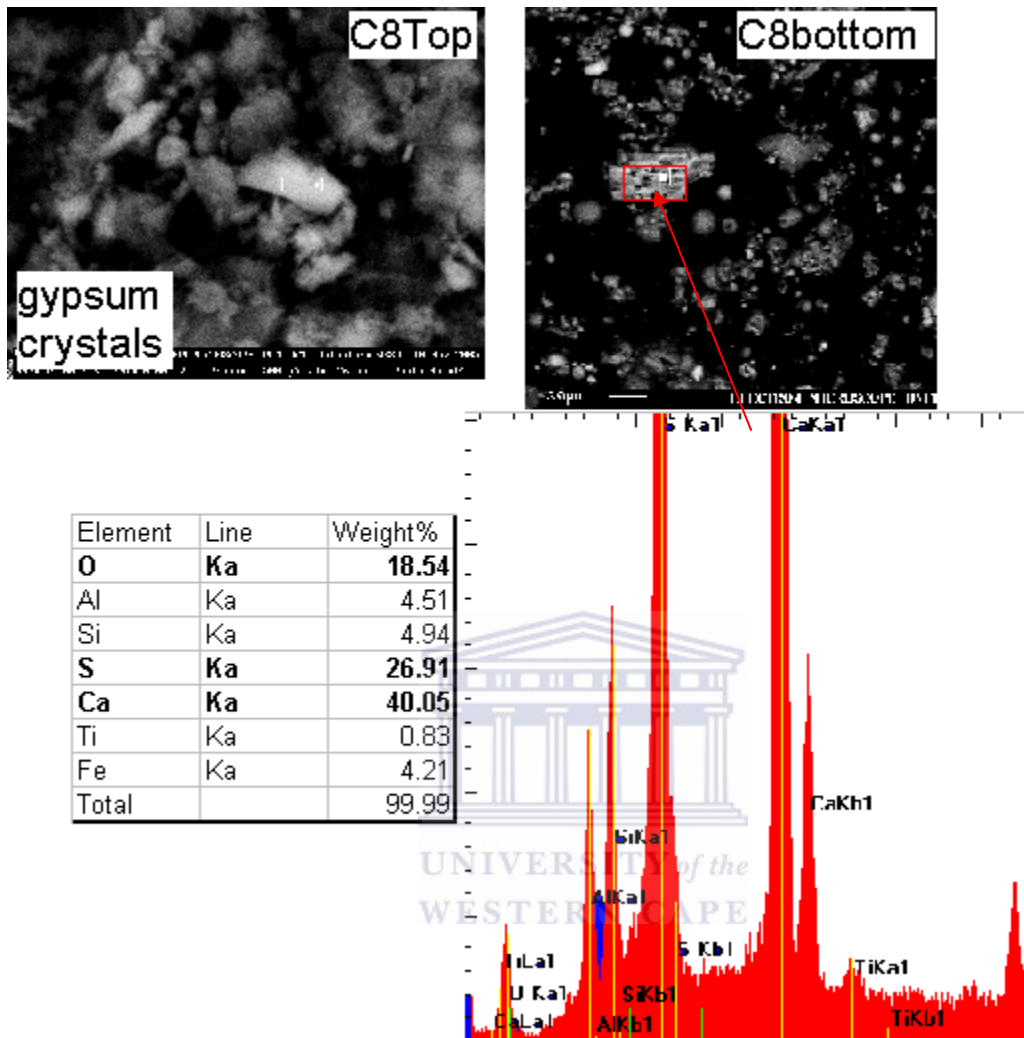 C8Top
gypsum
crystals
C8bottom
Element Line Weight%
O Ka 18.54
Al Ka 4.51
Si Ka 4.94
S Ka 26.91
Ca Ka 40.05
Ti Ka 0.83
Fe Ka 4.21
Total 99.99
S Ka1
CaKa1
CaKb1
SiKa1
AlKa1
S Kb1
TiKa1
SiKb1
CaLa1
AlKb1
TiKb1
UNIVERSITY of the
WESTERN CAPE